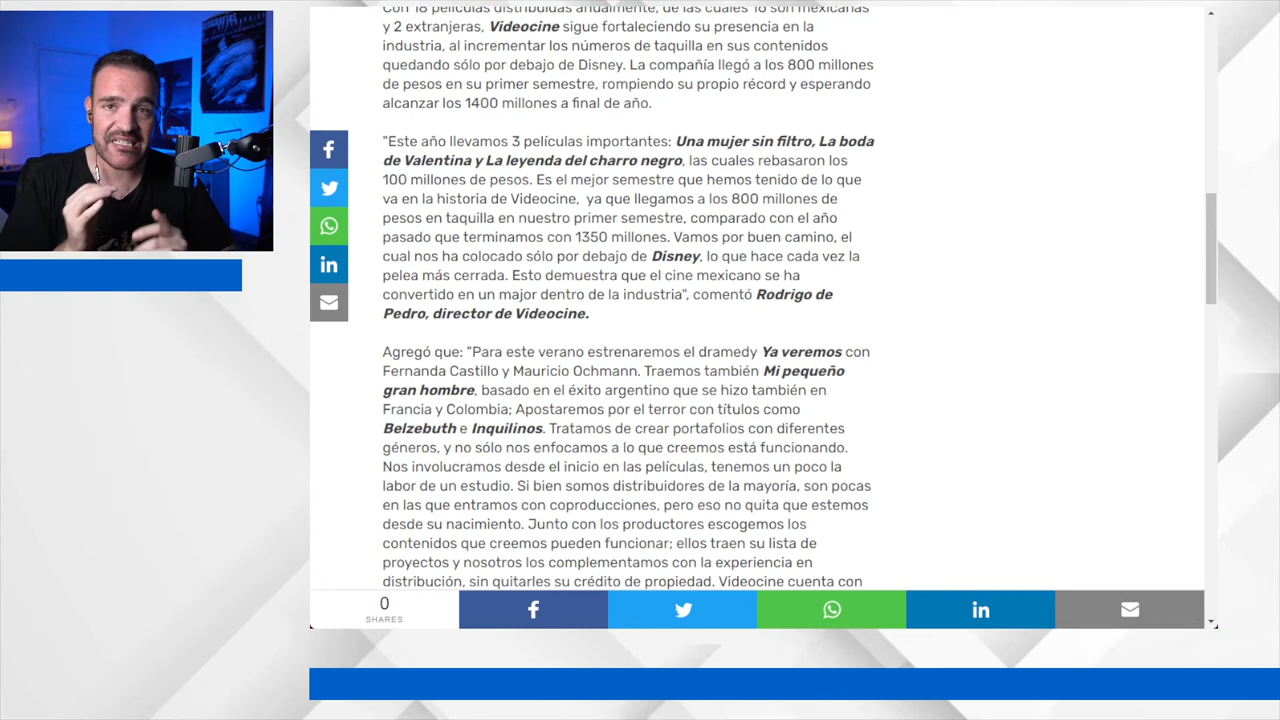 Con 18 películas distribuidas anualmente, de las cuales 16 son mexicanas
y 2 extranjeras, Videocine sigue fortaleciendo su presencia en la
industria, al incrementar los números de taquilla en sus contenidos
quedando sólo por debajo de Disney. La compañía llegó a los 800 millones
de pesos en su primer semestre, rompiendo su propio récord y esperando
alcanzar los 1400 millones a final de año.
"Este año llevamos 3 películas importantes: Una mujer sin filtro, La boda
de Valentina y La leyenda del charro negro, las cuales rebasaron los
100 millones de pesos. Es el mejor semestre que hemos tenido de lo que
va en la historia de Videocine, ya que llegamos a los 800 millones de
pesos en taquilla en nuestro primer semestre, comparado con el año
pasado que terminamos con 1350 millones. Vamos por buen camino, el
cual nos ha colocado sólo por debajo de Disney, lo que hace cada vez la
pelea más cerrada. Esto demuestra que el cine mexicano se ha
convertido en un major dentro de la industria", comentó Rodrigo de
Pedro, director de Videocine.
Agregó que: "Para este verano estrenaremos el dramedy Ya veremos con
Fernanda Castillo y Mauricio Ochmann. Traemos también Mi pequeño
gran hombre, basado en el éxito argentino que se hizo también en
Francia y Colombia; Apostaremos por el terror con títulos como
Belzebuth e Inquilinos. Tratamos de crear portafolios con diferentes
géneros, y no sólo nos enfocamos a lo que creemos está funcionando.
Nos involucramos desde el inicio en las películas, tenemos un poco la
labor de un estudio. Si bien somos distribuidores de la mayoría, son pocas
en las que entramos con coproducciones, pero eso no quita que estemos
desde su nacimiento. Junto con los productores escogemos los
contenidos que creemos pueden funcionar; ellos traen su lista de
proyectos y nosotros los complementamos con la experiencia en
distribución, sin quitarles su crédito de propiedad. Videocine cuenta con
0
SHARES